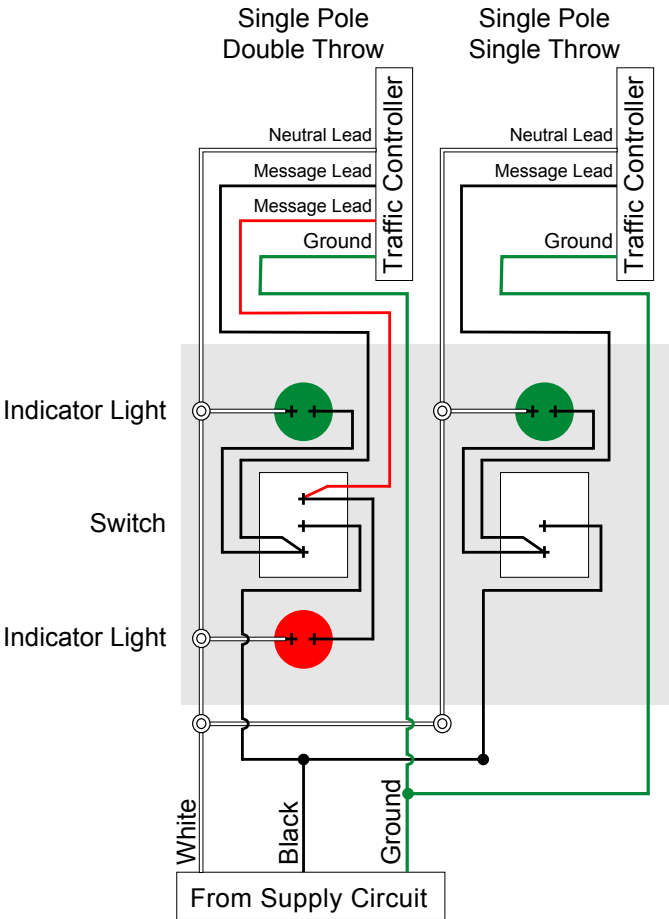 Single Pole
Double Throw
Single Pole
Single Throw
Traffic Controller
Traffic Controller
Neutral Lead
Message Lead
Message Lead
Ground
Neutral Lead
Message Lead
Ground
Indicator Light
Switch
Indicator Light
White
Black
Ground
From Supply Circuit